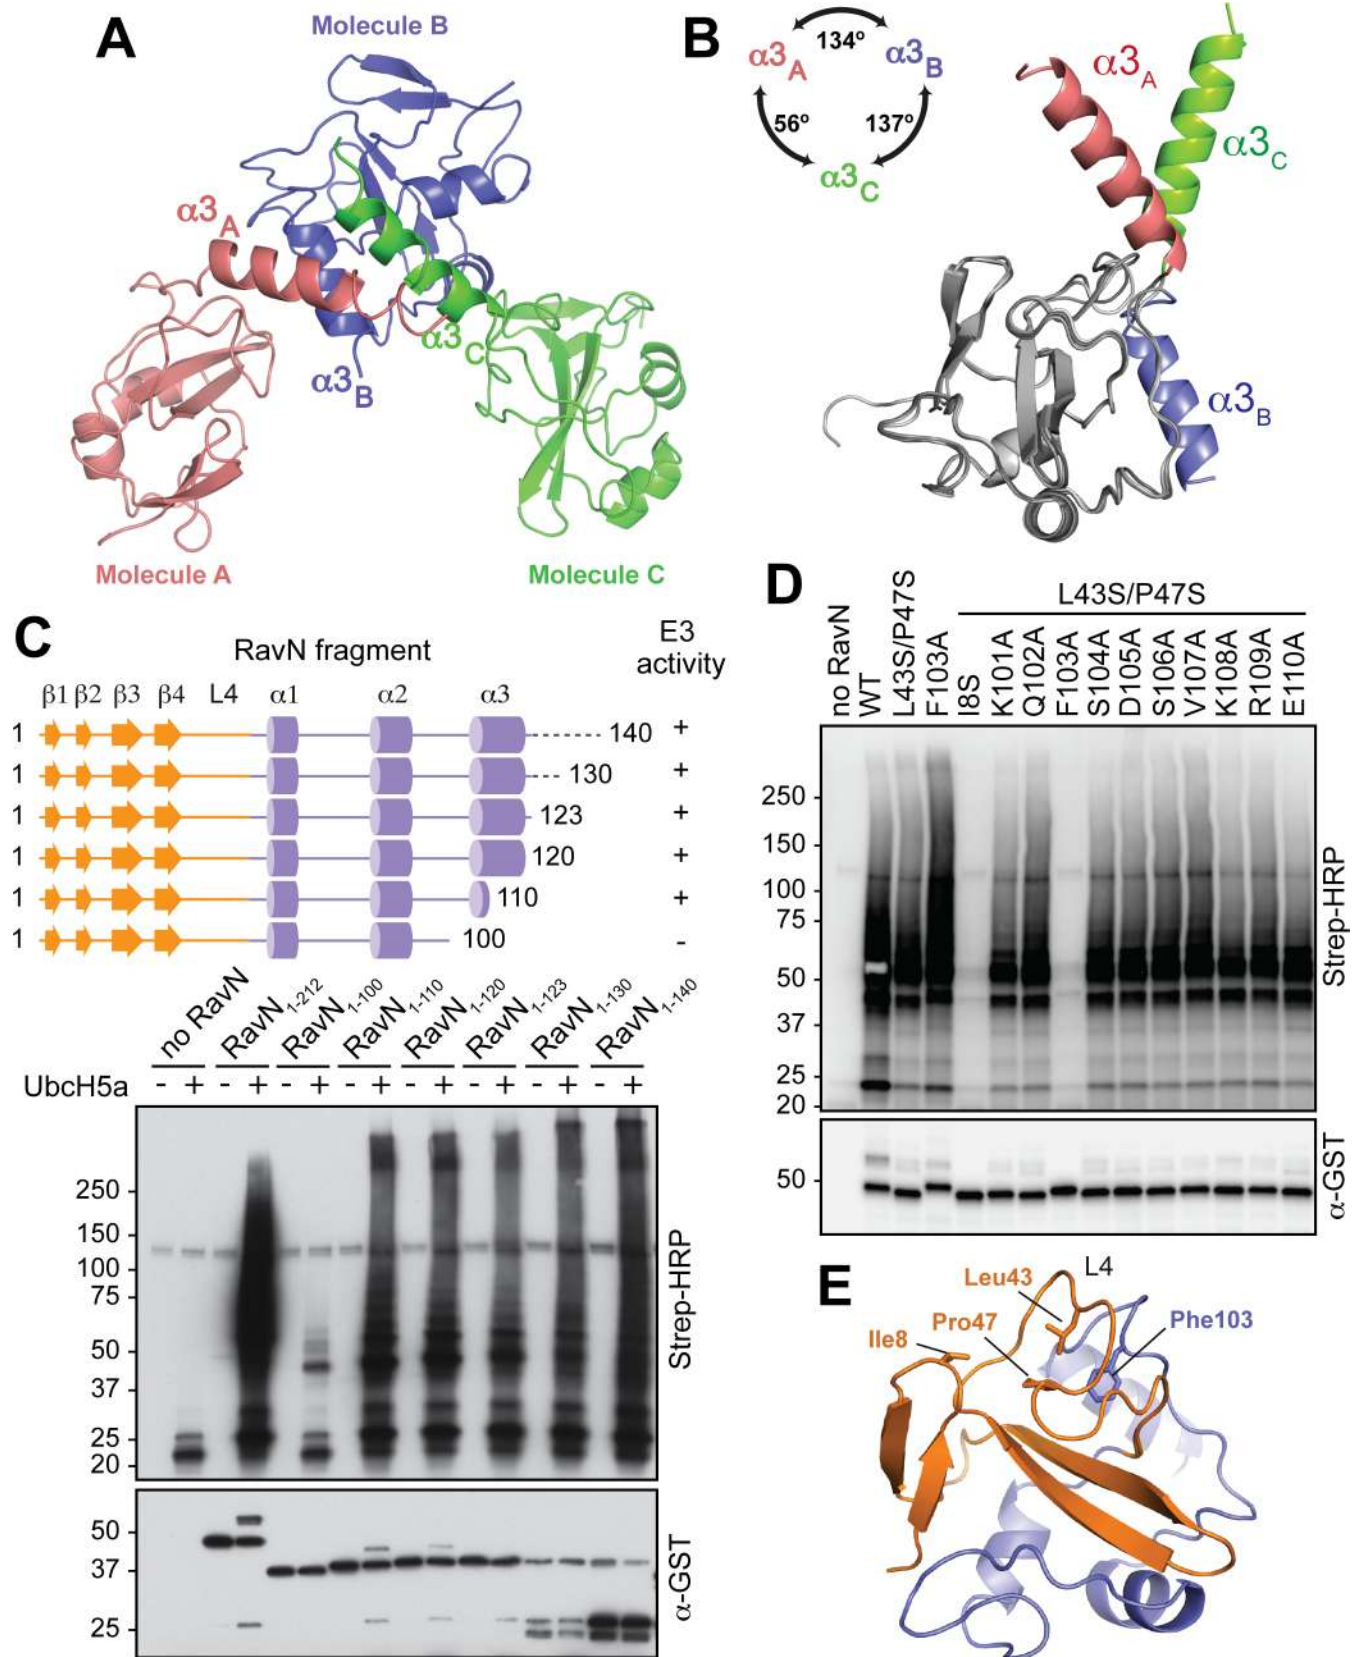 A
Molecule B
α3A
α3B
α3C
Molecule A
Molecule C
B
134º
α3A
α3B
56º
137º
α3C
α3A
α3C
α3B
C
RavN fragment
E3 activity
β1 β2 β3 β4 L4 α1 α2 α3
1 140 +
1 130 +
1 123 +
1 120 +
1 110 +
1 100 -
no RavN
RavN1-212
RavN1-100
RavN1-110
RavN1-120
RavN1-123
RavN1-130
RavN1-140
UbcH5a - + - + - + - + - + - + - + - +
250
150
100
75
50
37
25
20
Strep-HRP
50
37
25
α-GST
D
L43S/P47S
no RavN
WT
L43S/P47S
F103A
I8S
K101A
Q102A
F103A
S104A
D105A
S106A
V107A
K108A
R109A
E110A
250
150
100
75
50
37
25
20
Strep-HRP
50
α-GST
E
L4
Leu43
Pro47
Phe103
Ile8